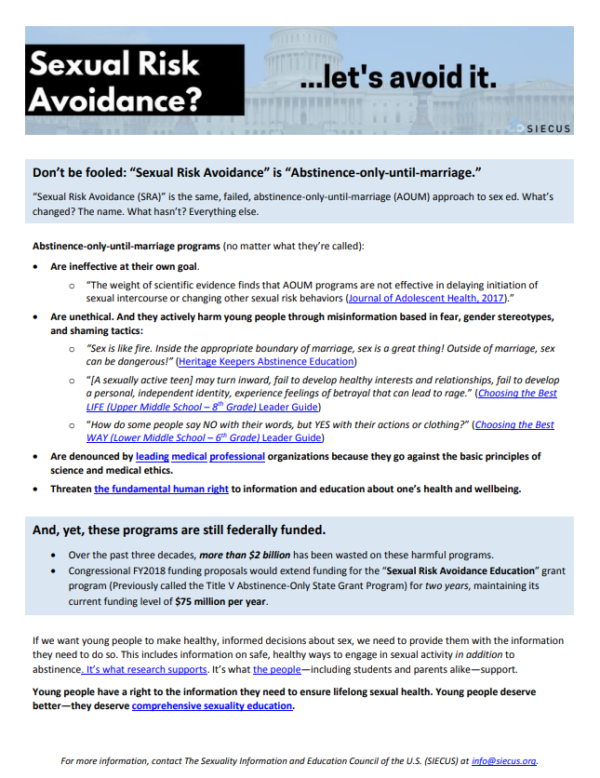 Sexual Risk
Avoidance?
...let's avoid it.
SIECUS
Don't be fooled: "Sexual Risk Avoidance" is "Abstinence-only-until-marriage."
"Sexual Risk Avoidance (SRA)" is the same, failed, abstinence-only-until-marriage (AOUM) approach to sex ed. What's
changed? The name. What hasn't? Everything else.
Abstinence-only-until-marriage programs (no matter what they're called):
• Are ineffective at their own goal.
o "The weight of scientific evidence finds that AOUM programs are not effective in delaying initiation of
sexual intercourse or changing other sexual risk behaviors (Journal of Adolescent Health, 2017)."
• Are unethical. And they actively harm young people through misinformation based in fear, gender stereotypes,
and shaming tactics:
o "Sex is like fire. Inside the appropriate boundary of marriage, sex is a great thing! Outside of marriage, sex
can be dangerous!" (Heritage Keepers Abstinence Education)
o "[A sexually active teen] may turn inward, fail to develop healthy interests and relationships, fail to develop
a personal, independent identity, experience feelings of betrayal that can lead to rage." (Choosing the Best
LIFE (Upper Middle School – 8th Grade) Leader Guide)
o "How do some people say NO with their words, but YES with their actions or clothing?" (Choosing the Best
WAY (Lower Middle School – 6th Grade) Leader Guide)
• Are denounced by leading medical professional organizations because they go against the basic principles of
science and medical ethics.
• Threaten the fundamental human right to information and education about one's health and wellbeing.
And, yet, these programs are still federally funded.
• Over the past three decades, more than $2 billion has been wasted on these harmful programs.
• Congressional FY2018 funding proposals would extend funding for the "Sexual Risk Avoidance Education" grant
program (Previously called the Title V Abstinence-Only State Grant Program) for two years, maintaining its
current funding level of $75 million per year.
If we want young people to make healthy, informed decisions about sex, we need to provide them with the information
they need to do so. This includes information on safe, healthy ways to engage in sexual activity in addition to
abstinence. It's what research supports. It's what the people—including students and parents alike—support.
Young people have a right to the information they need to ensure lifelong sexual health. Young people deserve
better—they deserve comprehensive sexuality education.
For more information, contact The Sexuality Information and Education Council of the U.S. (SIECUS) at info@siecus.org.